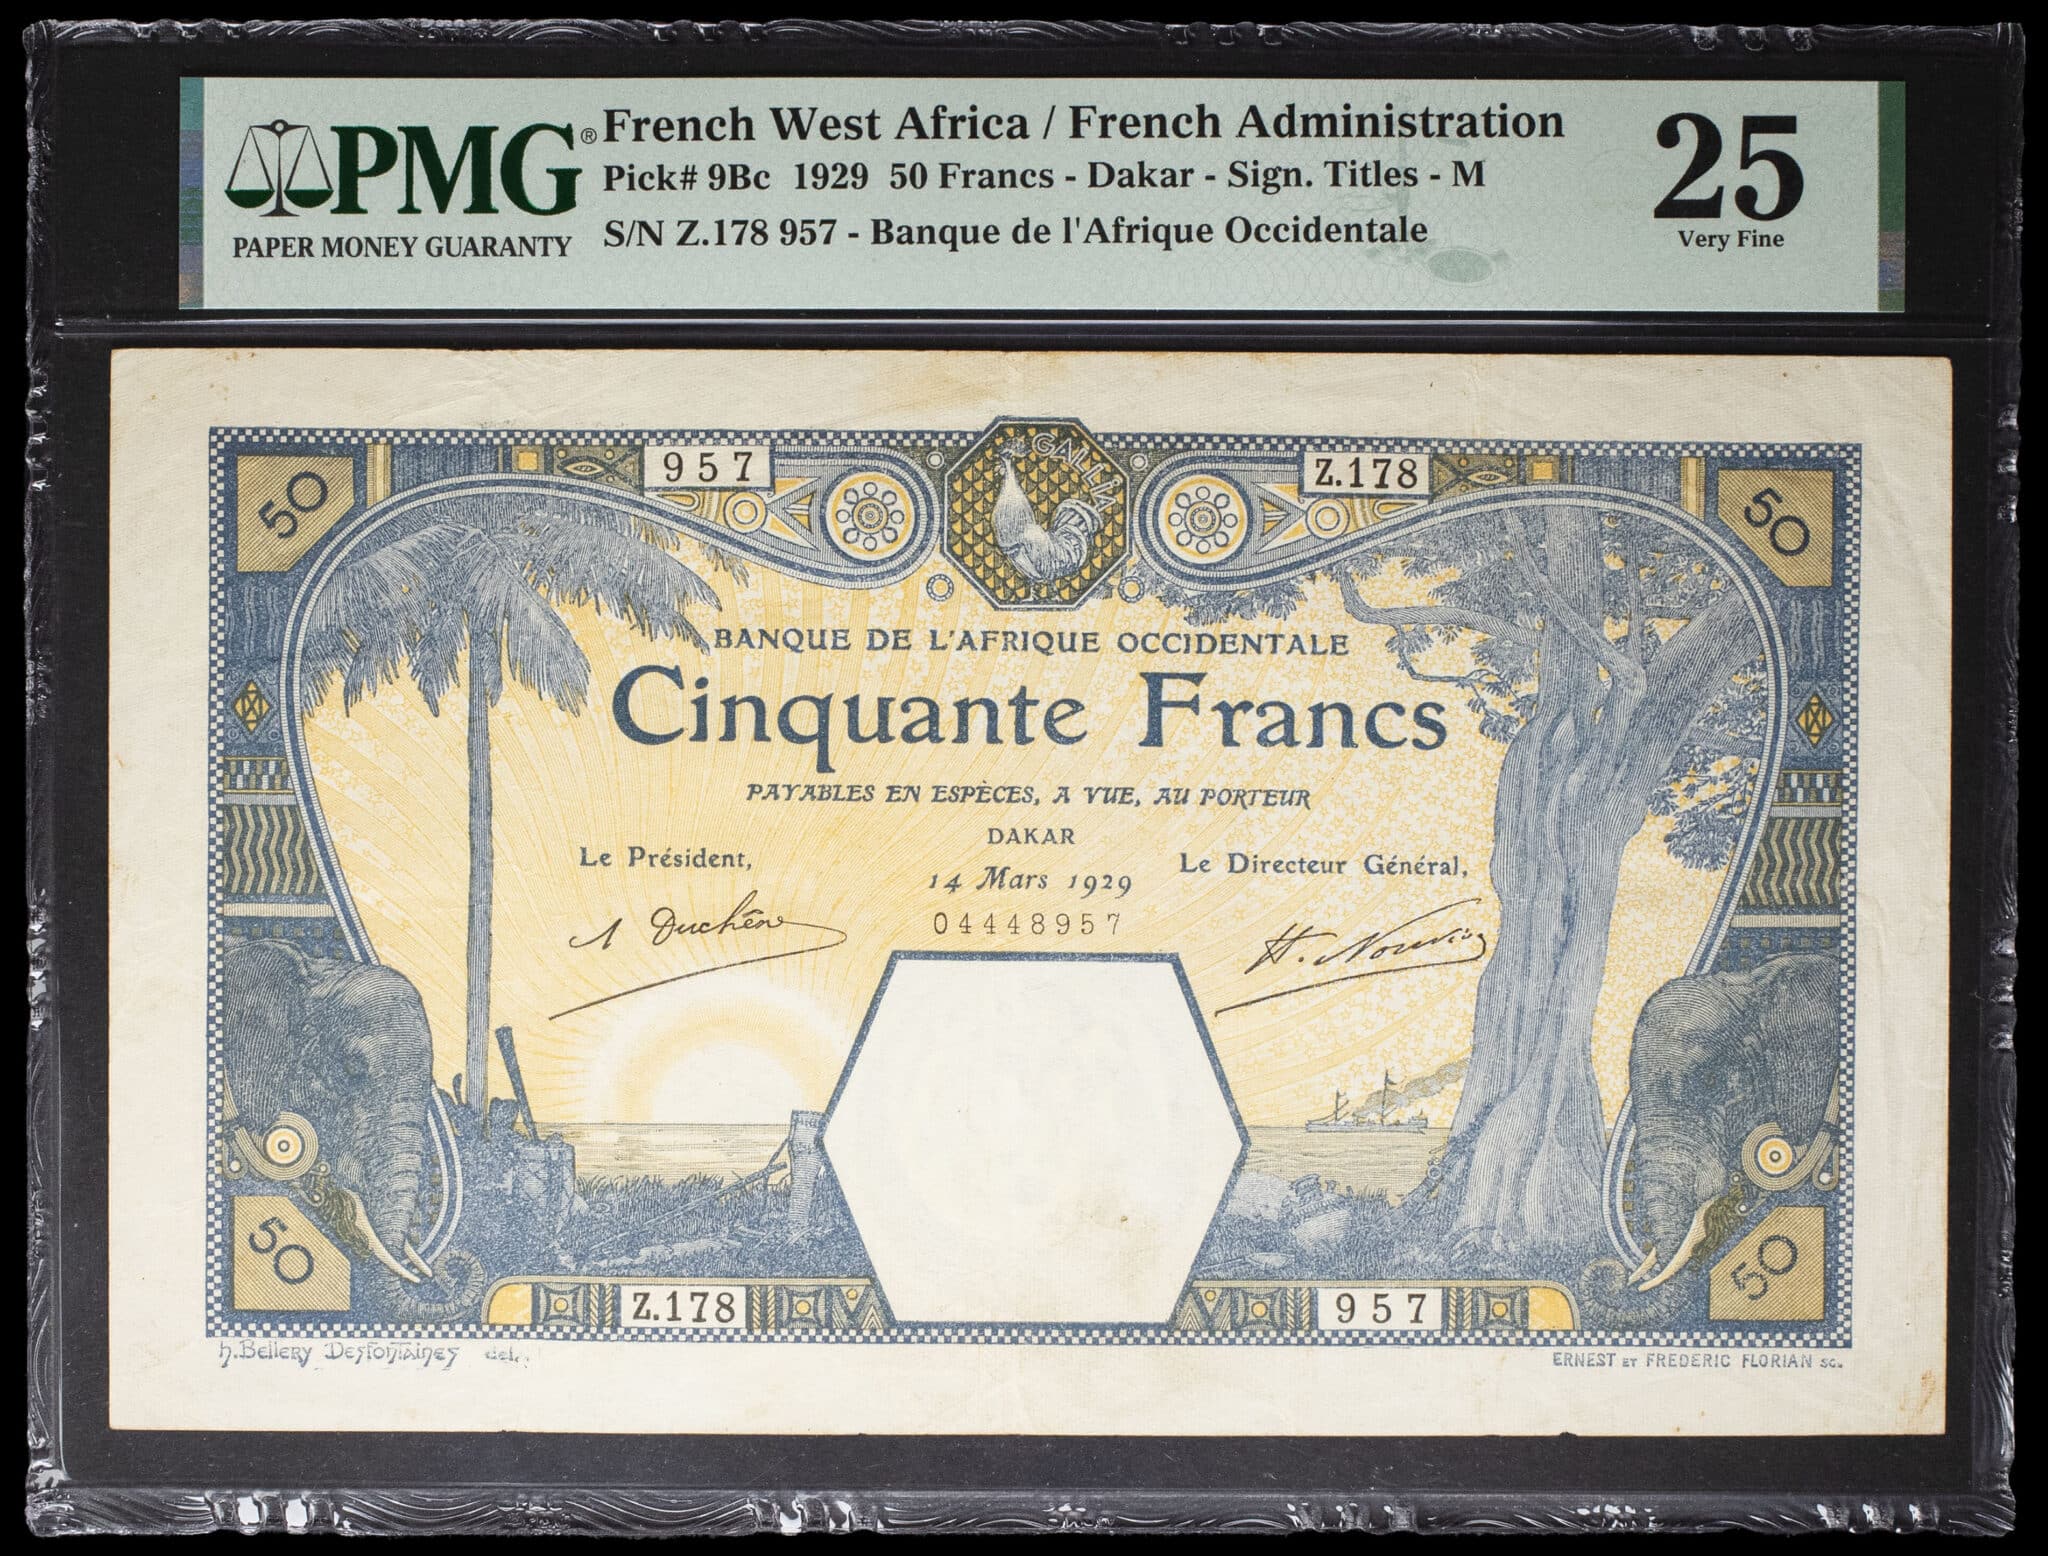 PMG®
PAPER MONEY GUARANTY
French West Africa / French Administration
Pick# 9Bc 1929 50 Francs - Dakar - Sign. Titles - M
S/N Z.178 957 - Banque de l'Afrique Occidentale
25
Very Fine
50
957
GALLIA
Z.178
50
BANQUE DE L'AFRIQUE OCCIDENTALE
Cinquante Francs
PAYABLES EN ESPÈCES, A VUE, AU PORTEUR
DAKAR
Le Président,
Le Directeur Général,
14 Mars 1929
A Duchêne
04448957
50
Z.178
957
50
h. BELLERY DESFONTAINES del.
ERNEST ET FREDERIC FLORIAN SC.